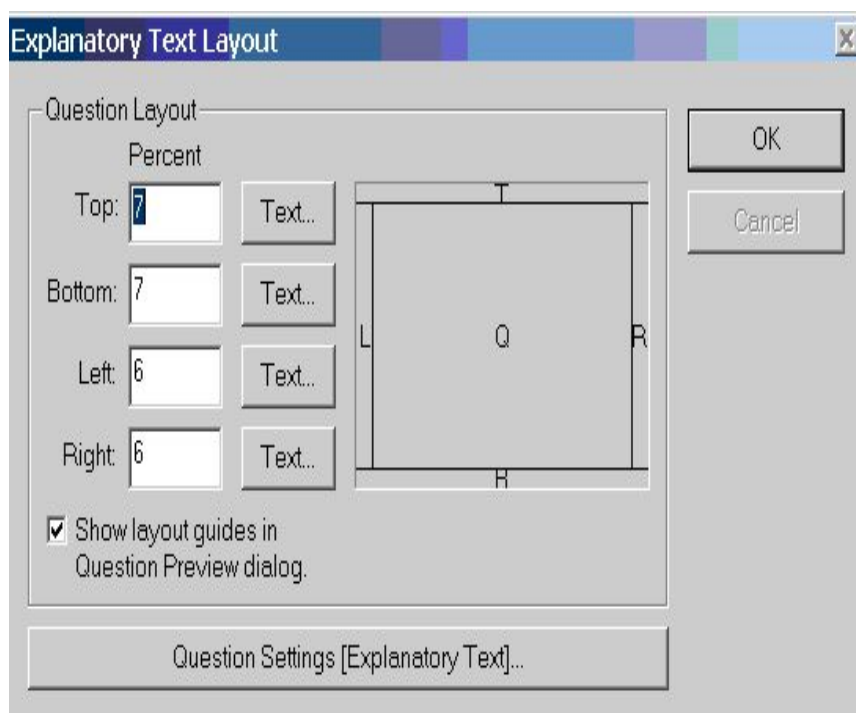 Explanatory Text Layout
Question Layout
Percent
Top: 7 Text...
T
Bottom: 7 Text...
Left: 6 Text...
Right: 6 Text...
L Q R
Show layout guides in
Question Preview dialog.
OK
Cancel
Question Settings [Explanatory Text]...